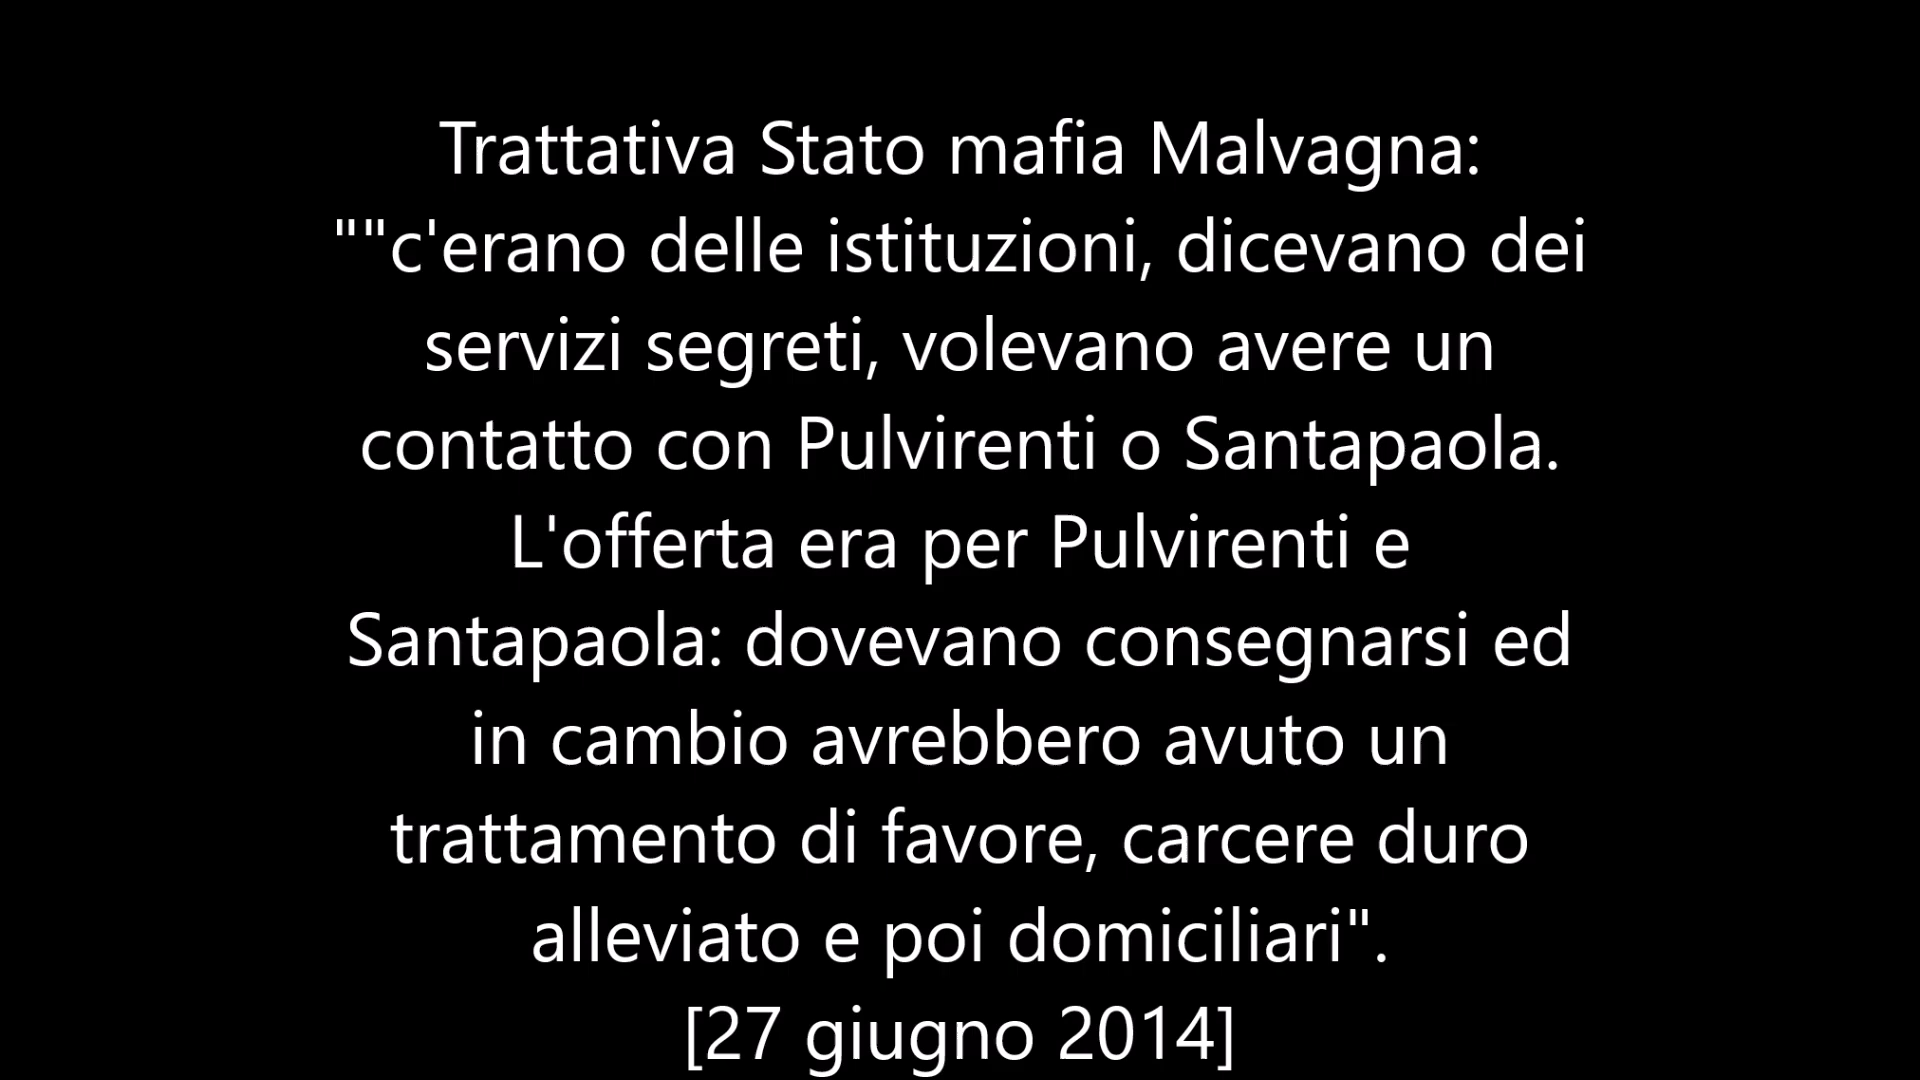 Trattativa Stato mafia Malvagna:
""c'erano delle istituzioni, dicevano dei
servizi segreti, volevano avere un
contatto con Pulvirenti o Santapaola.
L'offerta era per Pulvirenti e
Santapaola: dovevano consegnarsi ed
in cambio avrebbero avuto un
trattamento di favore, carcere duro
alleviato e poi domiciliari".
[27 giugno 2014]